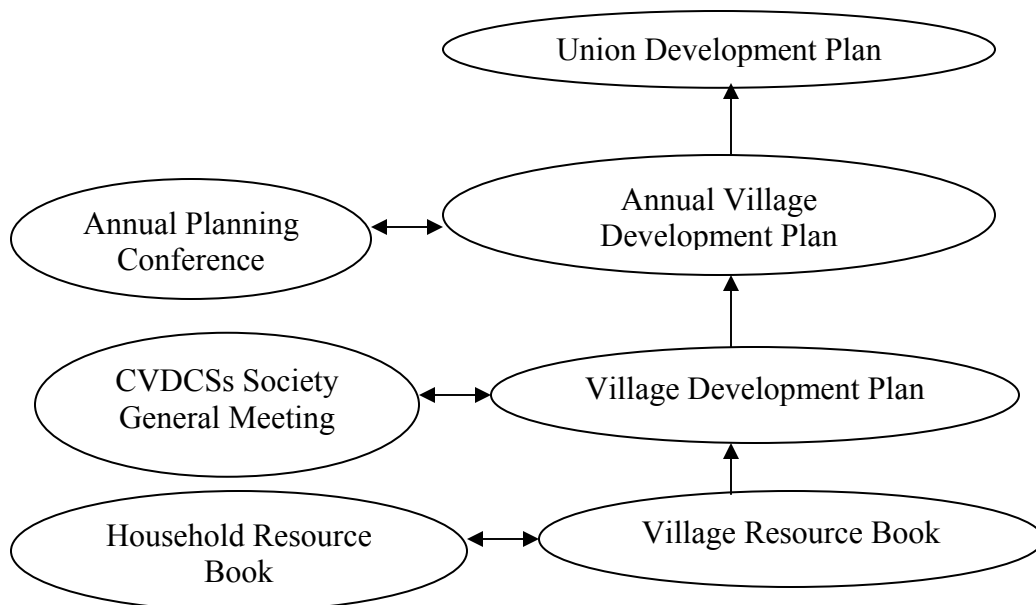 Union Development Plan
Annual Village
Development Plan
Annual Planning
Conference
CVDCSs Society
General Meeting
Village Development Plan
Household Resource
Book
Village Resource Book